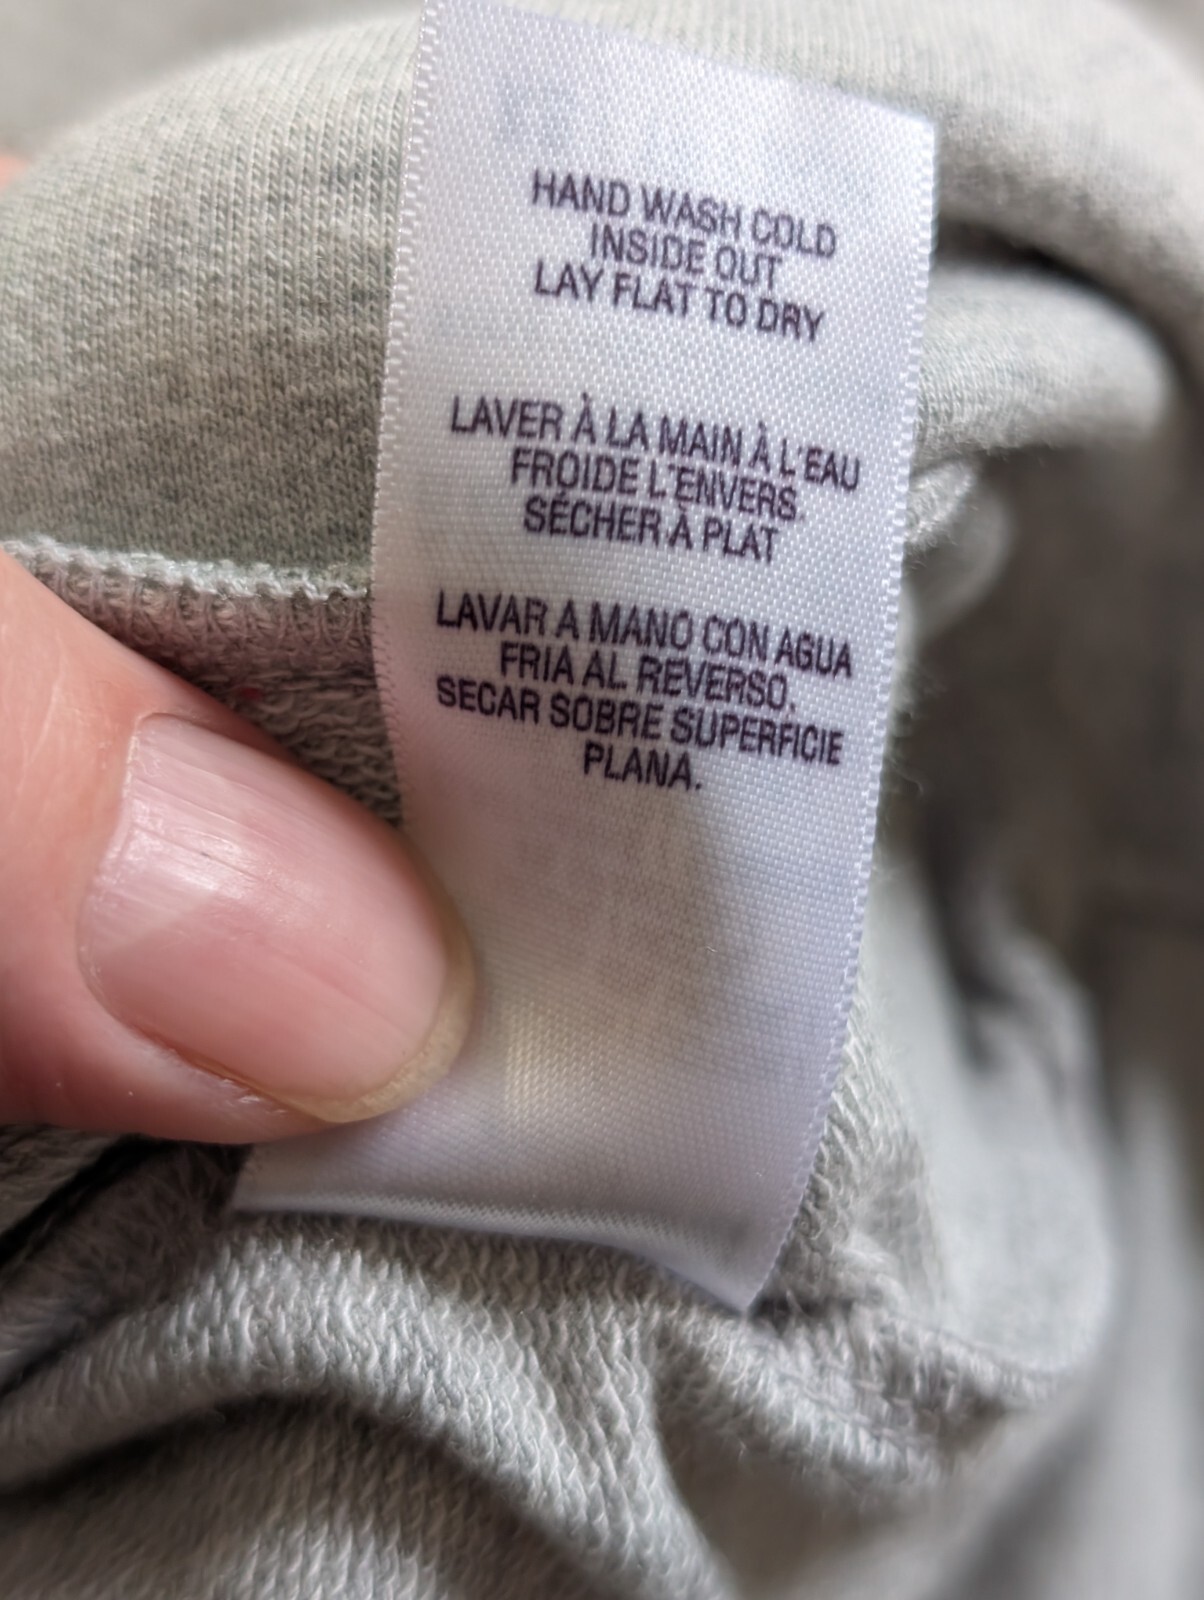 HAND WASH COLD
INSIDE OUT
LAY FLAT TO DRY
LAVER À LA MAIN À L'EAU
FROIDE L'ENVERS.
SÉCHER À PLAT
LAVAR A MANO CON AGUA
FRIA AL REVERSO.
SECAR SOBRE SUPERFICIE
PLANA.